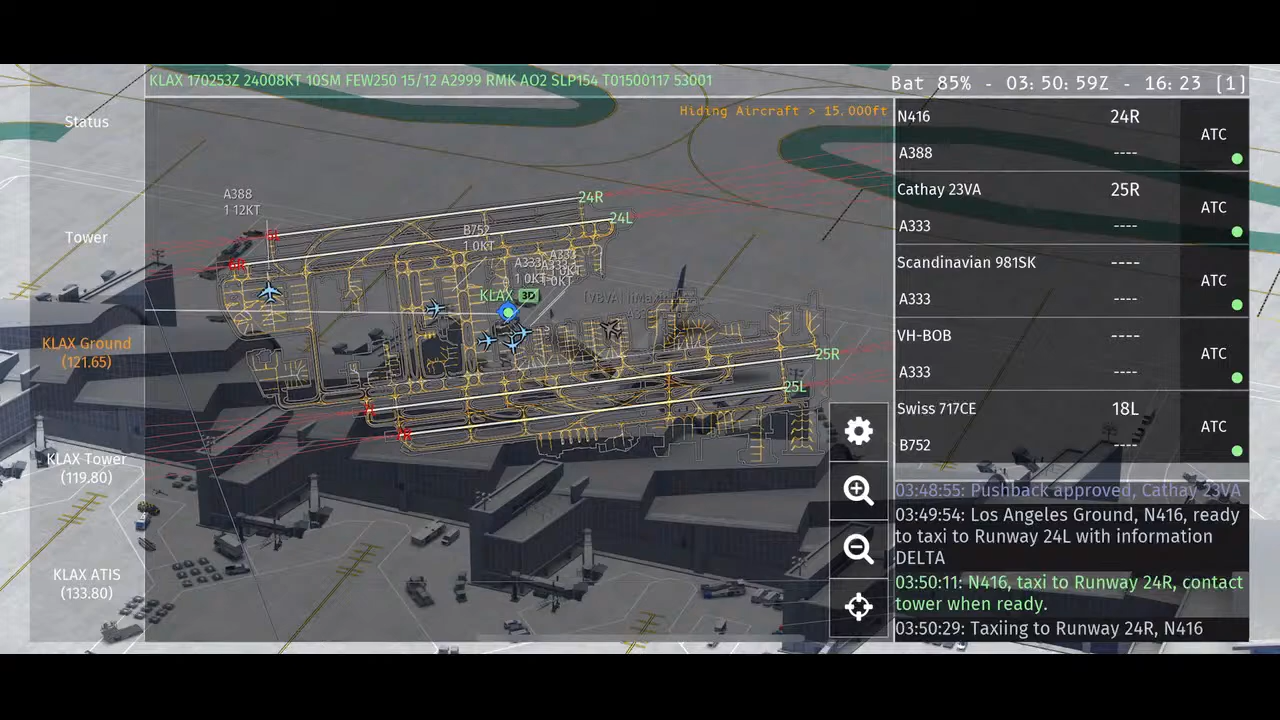 KLAX 170253Z 24008KT 10SM FEW250 15/12 A2999 RMK AO2 SLP154 T01500117 53001
Bat 85% - 03:50:59Z - 16:23 [1]
Hiding Aircraft > 15,000ft
Status
Tower
KLAX Ground
(121.65)
KLAX Tower
(119.80)
KLAX ATIS
(133.80)
A388
1 12KT
24R
24L
B752
1 0KT
A333
1 0KT
KLAX 3D
25R
25L
N416 24R
A388 ----
ATC
Cathay 23VA 25R
A333 ----
ATC
Scandinavian 981SK ----
A333 ----
ATC
VH-BOB ----
A333 ----
ATC
Swiss 717CE 18L
B752 ----
ATC
03:48:55: Pushback approved, Cathay 23VA
03:49:54: Los Angeles Ground, N416, ready
to taxi to Runway 24L with information
DELTA
03:50:11: N416, taxi to Runway 24R, contact
tower when ready.
03:50:29: Taxiing to Runway 24R, N416